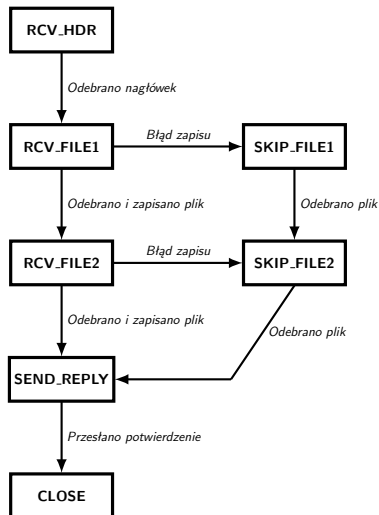 RCV_HDR
Odebrano nagłówek
RCV_FILE1
Błąd zapisu
SKIP_FILE1
Odebrano i zapisano plik
Odebrano plik
RCV_FILE2
Błąd zapisu
SKIP_FILE2
Odebrano i zapisano plik
Odebrano plik
SEND_REPLY
Przesłano potwierdzenie
CLOSE